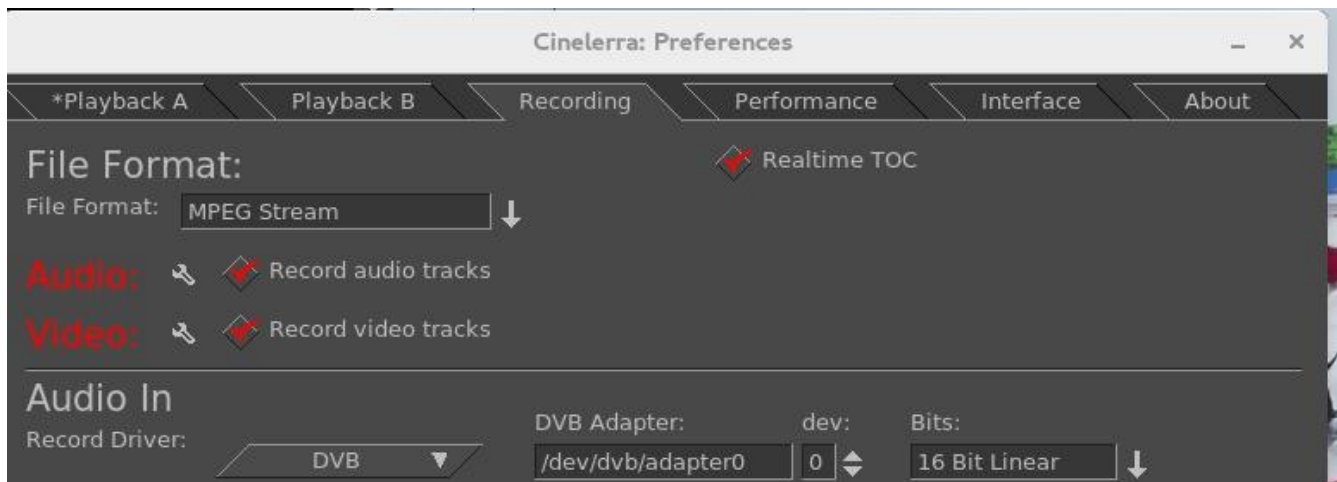 Cinelerra: Preferences
*Playback A Playback B Recording Performance Interface About
File Format: Realtime TOC
File Format: MPEG Stream
Audio: Record audio tracks
Video: Record video tracks
Audio In
DVB Adapter: dev: Bits:
Record Driver: DVB /dev/dvb/adapter0 0 16 Bit Linear